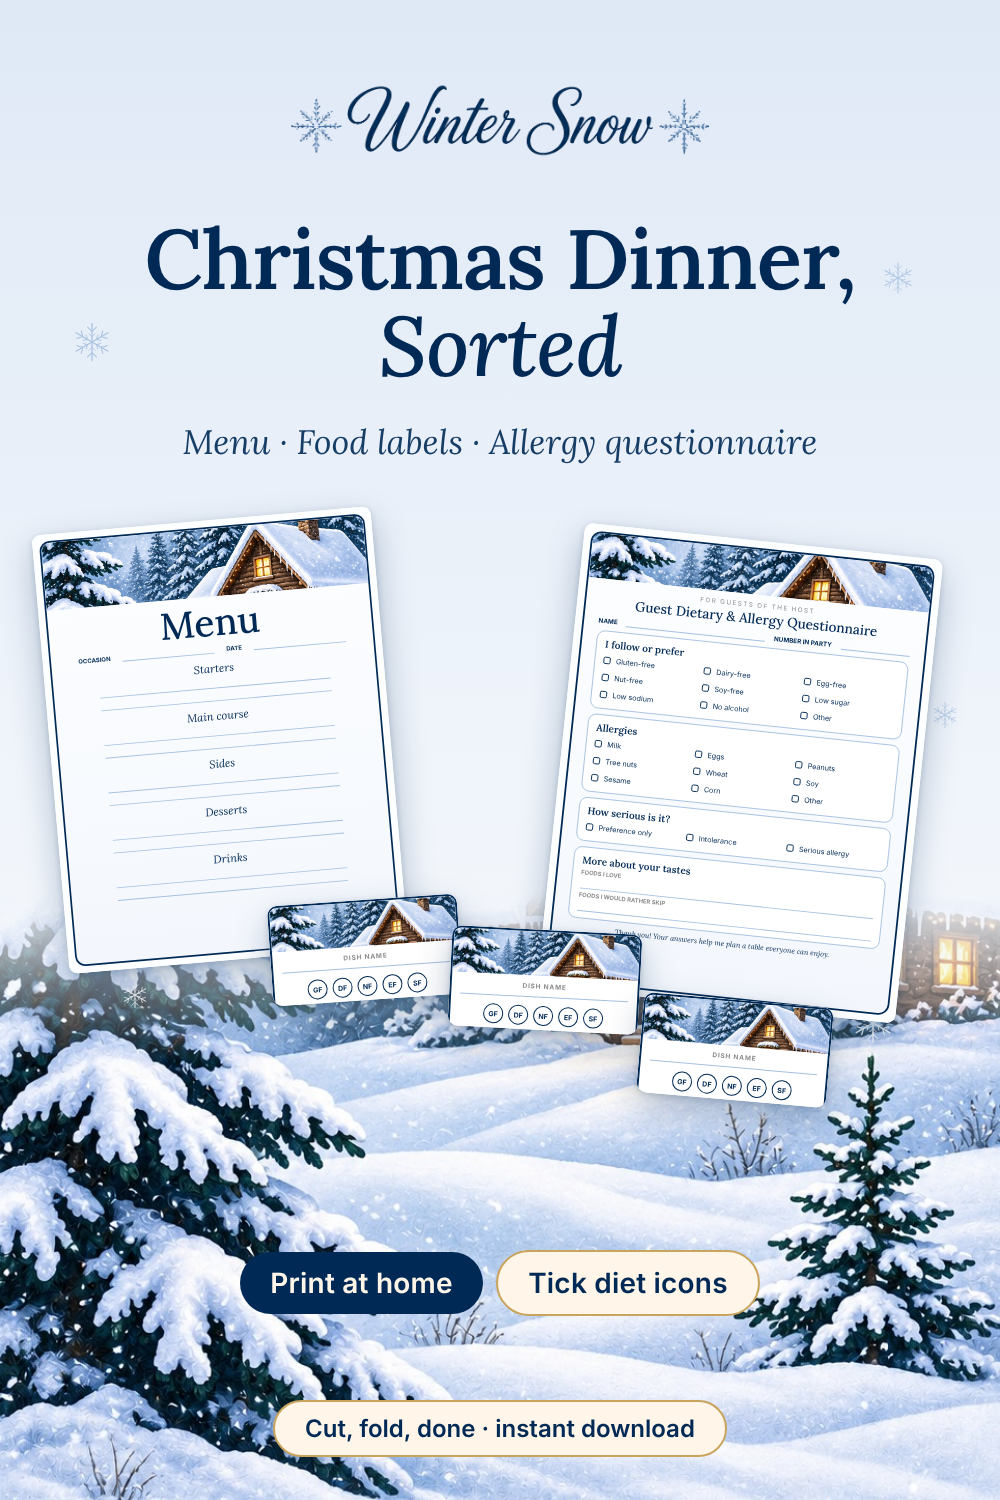 Winter Snow
Christmas Dinner,
Sorted
Menu · Food labels · Allergy questionnaire
Menu
OCCASION
DATE
Starters
Main course
Sides
Desserts
Drinks
FOR GUESTS OF THE HOST
Guest Dietary & Allergy Questionnaire
NAME
NUMBER IN PARTY
I follow or prefer
Gluten-free
Dairy-free
Egg-free
Nut-free
Soy-free
Low sugar
Low sodium
No alcohol
Other
Allergies
Milk
Eggs
Peanuts
Tree nuts
Wheat
Soy
Sesame
Corn
Other
How serious is it?
Preference only
Intolerance
Serious allergy
More about your tastes
FOODS I LOVE
FOODS I WOULD RATHER SKIP
Thank you! Your answers help me plan a table everyone can enjoy.
DISH NAME
GF DF NF EF SF
DISH NAME
GF DF NF EF SF
DISH NAME
GF DF NF EF SF
Print at home
Tick diet icons
Cut, fold, done · instant download